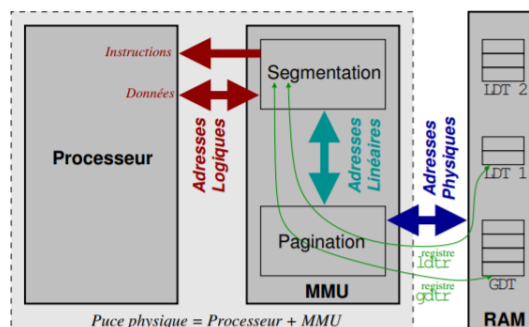 Instructions
Données
Processeur
Adresses
Logiques
Segmentation
Adresses
Linéaires
Pagination
MMU
Adresses
Physiques
registre
ldtr
registre
gdtr
LDT 2
LDT 1
GDT
RAM
Puce physique = Processeur + MMU